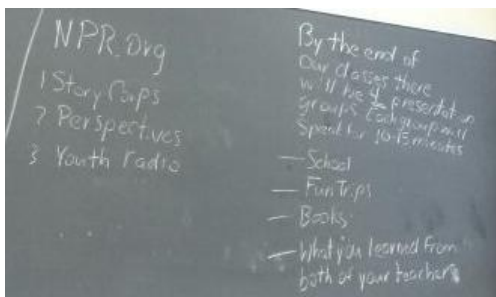 NPR.org
1 Story Corps
2 Perspectives
3 Youth radio
By the end of
our classes there
will be 4 presentation
groups. Each group will
speak for 10-15 minutes
— School
— Fun Trips
— Books
— What you learned from
both of your teachers